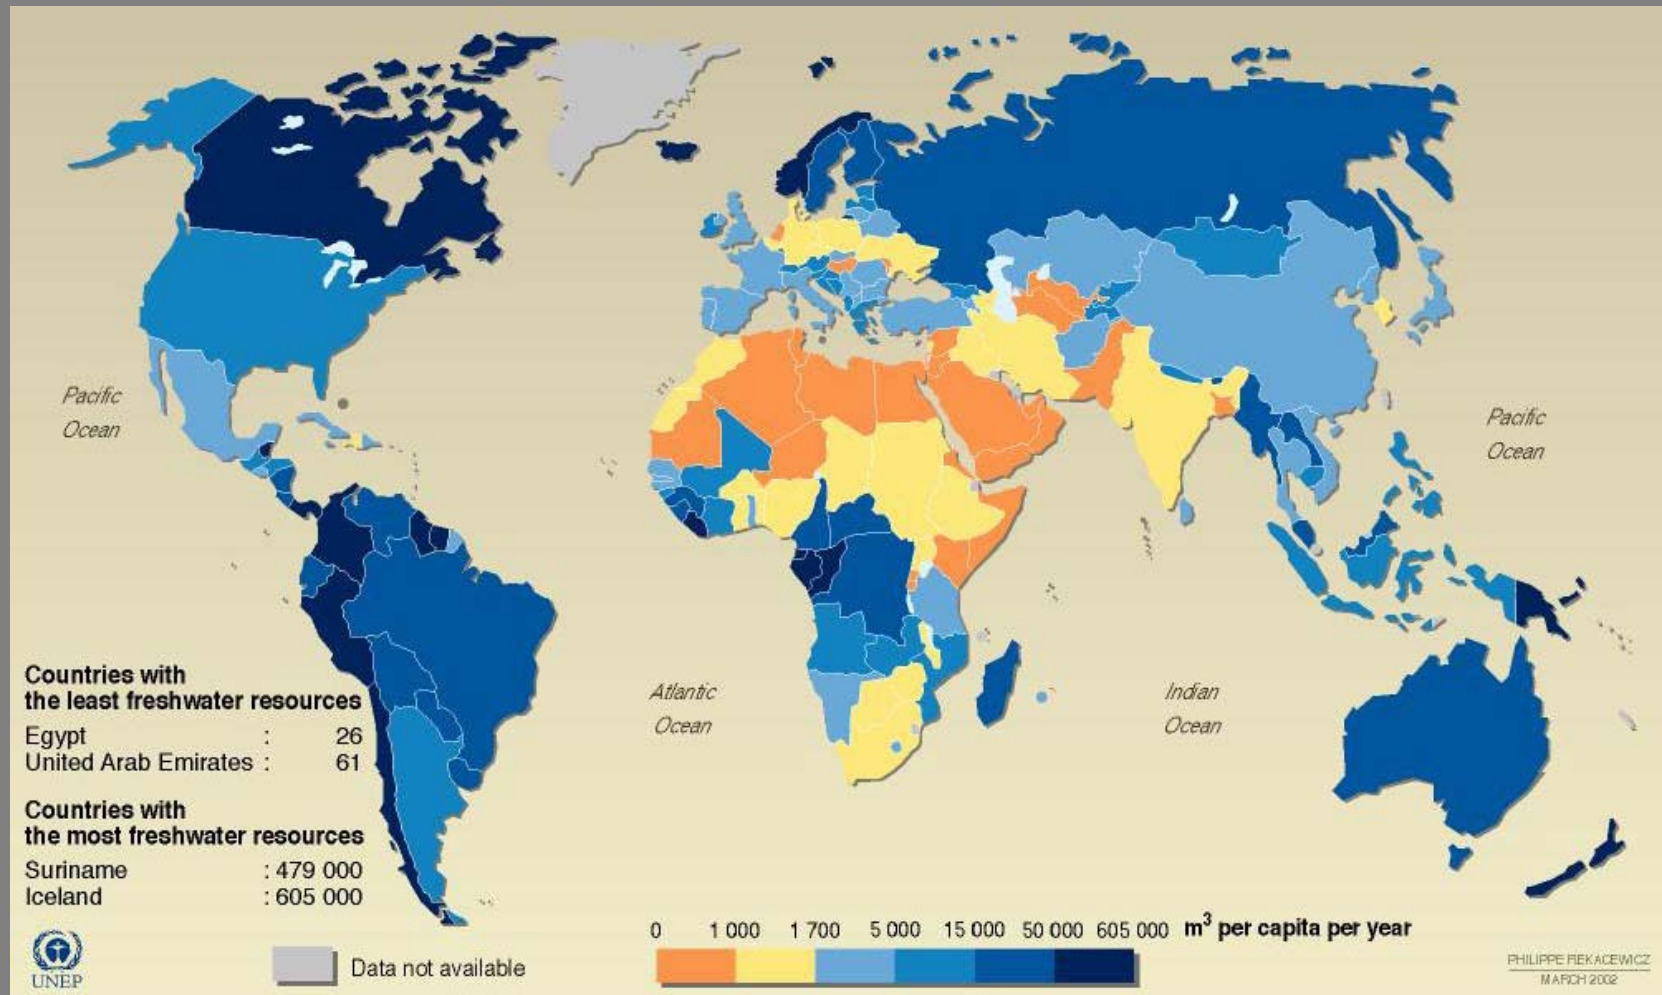 Pacific
Ocean
Pacific
Ocean
Atlantic
Ocean
Indian
Ocean
Countries with
the least freshwater resources
Egypt : 26
United Arab Emirates : 61
Countries with
the most freshwater resources
Suriname : 479 000
Iceland : 605 000
0 1 000 1 700 5 000 15 000 50 000 605 000 m³ per capita per year
Data not available
UNEP
PHILIPPE REKACEWICZ
MARCH 2002